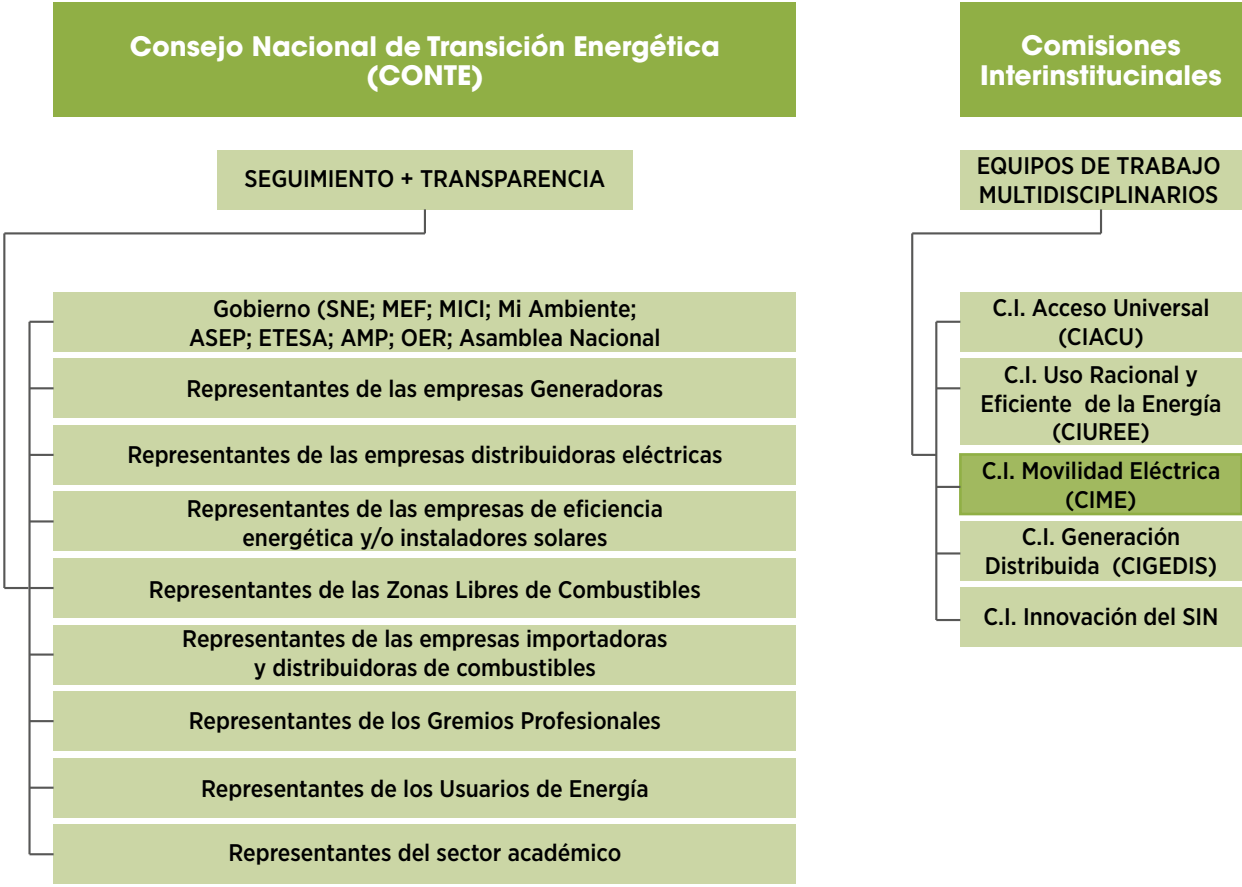 Consejo Nacional de Transición Energética
(CONTE)
SEGUIMIENTO + TRANSPARENCIA
Gobierno (SNE; MEF; MICI; Mi Ambiente;
ASEP; ETESA; AMP; OER; Asamblea Nacional
Representantes de las empresas Generadoras
Representantes de las empresas distribuidoras eléctricas
Representantes de las empresas de eficiencia
energética y/o instaladores solares
Representantes de las Zonas Libres de Combustibles
Representantes de las empresas importadoras
y distribuidoras de combustibles
Representantes de los Gremios Profesionales
Representantes de los Usuarios de Energía
Representantes del sector académico
Comisiones
Interinstitucinales
EQUIPOS DE TRABAJO
MULTIDISCIPLINARIOS
C.I. Acceso Universal
(CIACU)
C.I. Uso Racional y
Eficiente de la Energía
(CIUREE)
C.I. Movilidad Eléctrica
(CIME)
C.I. Generación
Distribuida (CIGEDIS)
C.I. Innovación del SIN